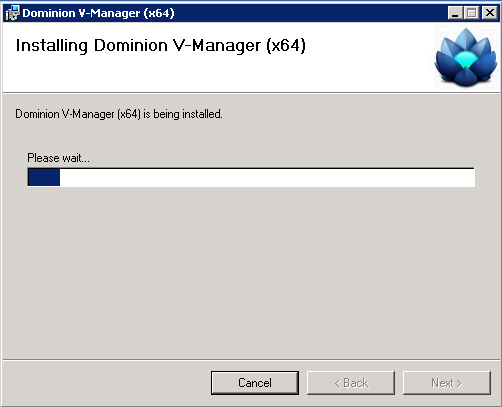 Dominion V-Manager (x64)
Installing Dominion V-Manager (x64)
Dominion V-Manager (x64) is being installed.
Please wait...
Cancel
< Back
Next >